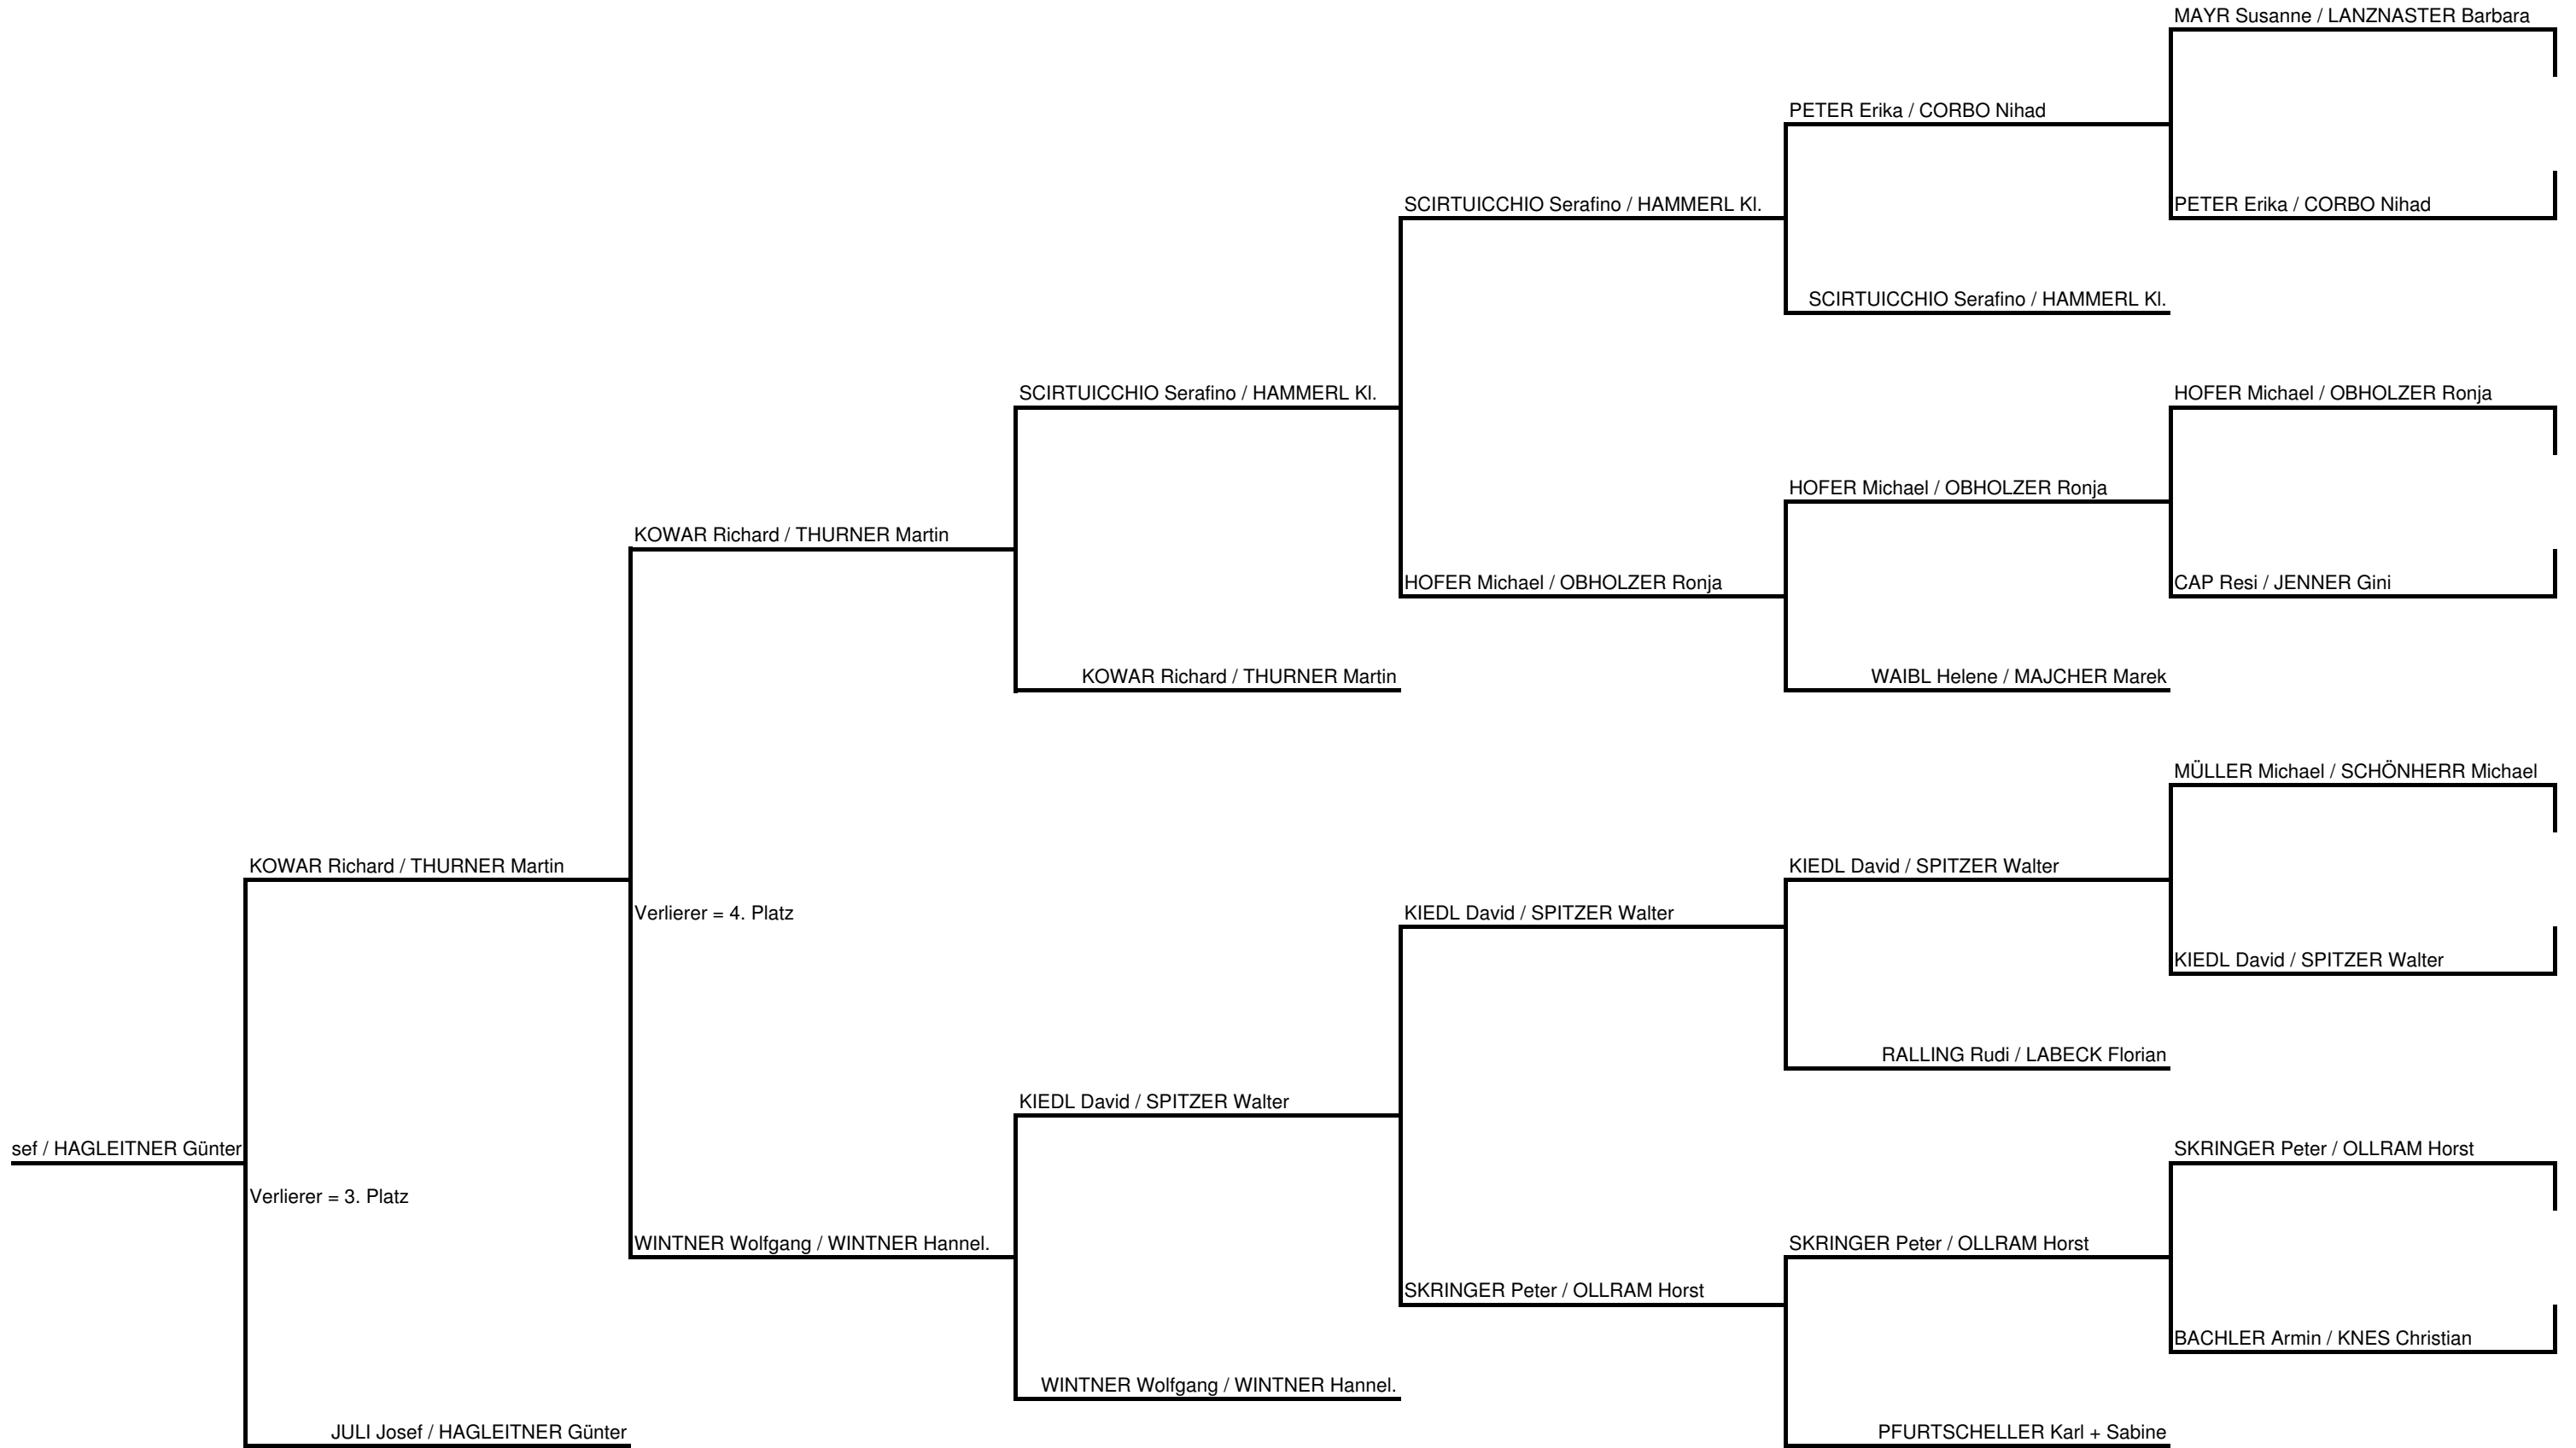 MAYR Susanne / LANZNASTER Barbara
PETER Erika / CORBO Nihad
SCIRTUICCHIO Serafino / HAMMERL Kl.
PETER Erika / CORBO Nihad
SCIRTUICCHIO Serafino / HAMMERL Kl.
SCIRTUICCHIO Serafino / HAMMERL Kl.
HOFER Michael / OBHOLZER Ronja
HOFER Michael / OBHOLZER Ronja
KOWAR Richard / THURNER Martin
HOFER Michael / OBHOLZER Ronja
CAP Resi / JENNER Gini
KOWAR Richard / THURNER Martin
WAIBL Helene / MAJCHER Marek
MÜLLER Michael / SCHÖNHERR Michael
KOWAR Richard / THURNER Martin
KIEDL David / SPITZER Walter
Verlierer = 4. Platz
KIEDL David / SPITZER Walter
KIEDL David / SPITZER Walter
RALLING Rudi / LABECK Florian
KIEDL David / SPITZER Walter
sef / HAGLEITNER Günter
SKRINGER Peter / OLLRAM Horst
Verlierer = 3. Platz
WINTNER Wolfgang / WINTNER Hannel.
SKRINGER Peter / OLLRAM Horst
SKRINGER Peter / OLLRAM Horst
BACHLER Armin / KNES Christian
WINTNER Wolfgang / WINTNER Hannel.
JULI Josef / HAGLEITNER Günter
PFURTSCHELLER Karl + Sabine